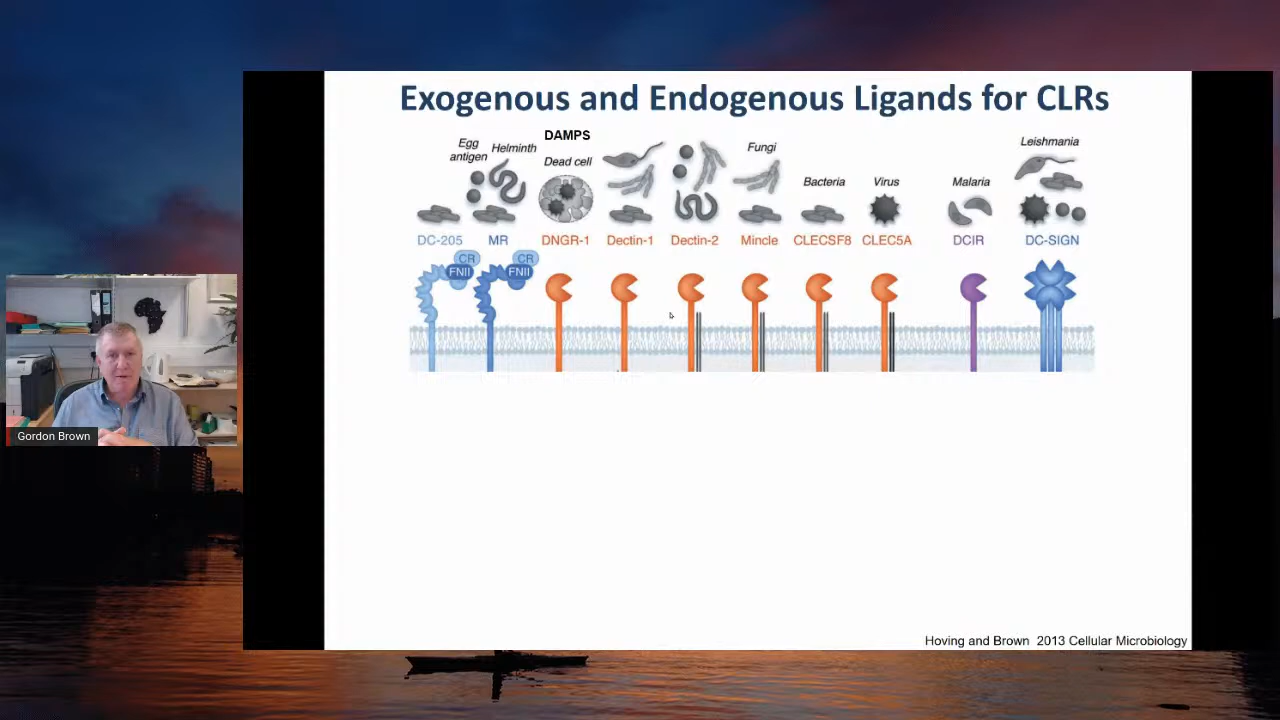 Exogenous and Endogenous Ligands for CLRs
DAMPS
Egg
antigen
Helminth
Dead cell
Fungi
Bacteria
Virus
Malaria
Leishmania
DC-205
MR
DNGR-1
Dectin-1
Dectin-2
Mincle
CLECSF8
CLEC5A
DCIR
DC-SIGN
CR
FNII
CR
FNII
Gordon Brown
Hoving and Brown 2013 Cellular Microbiology